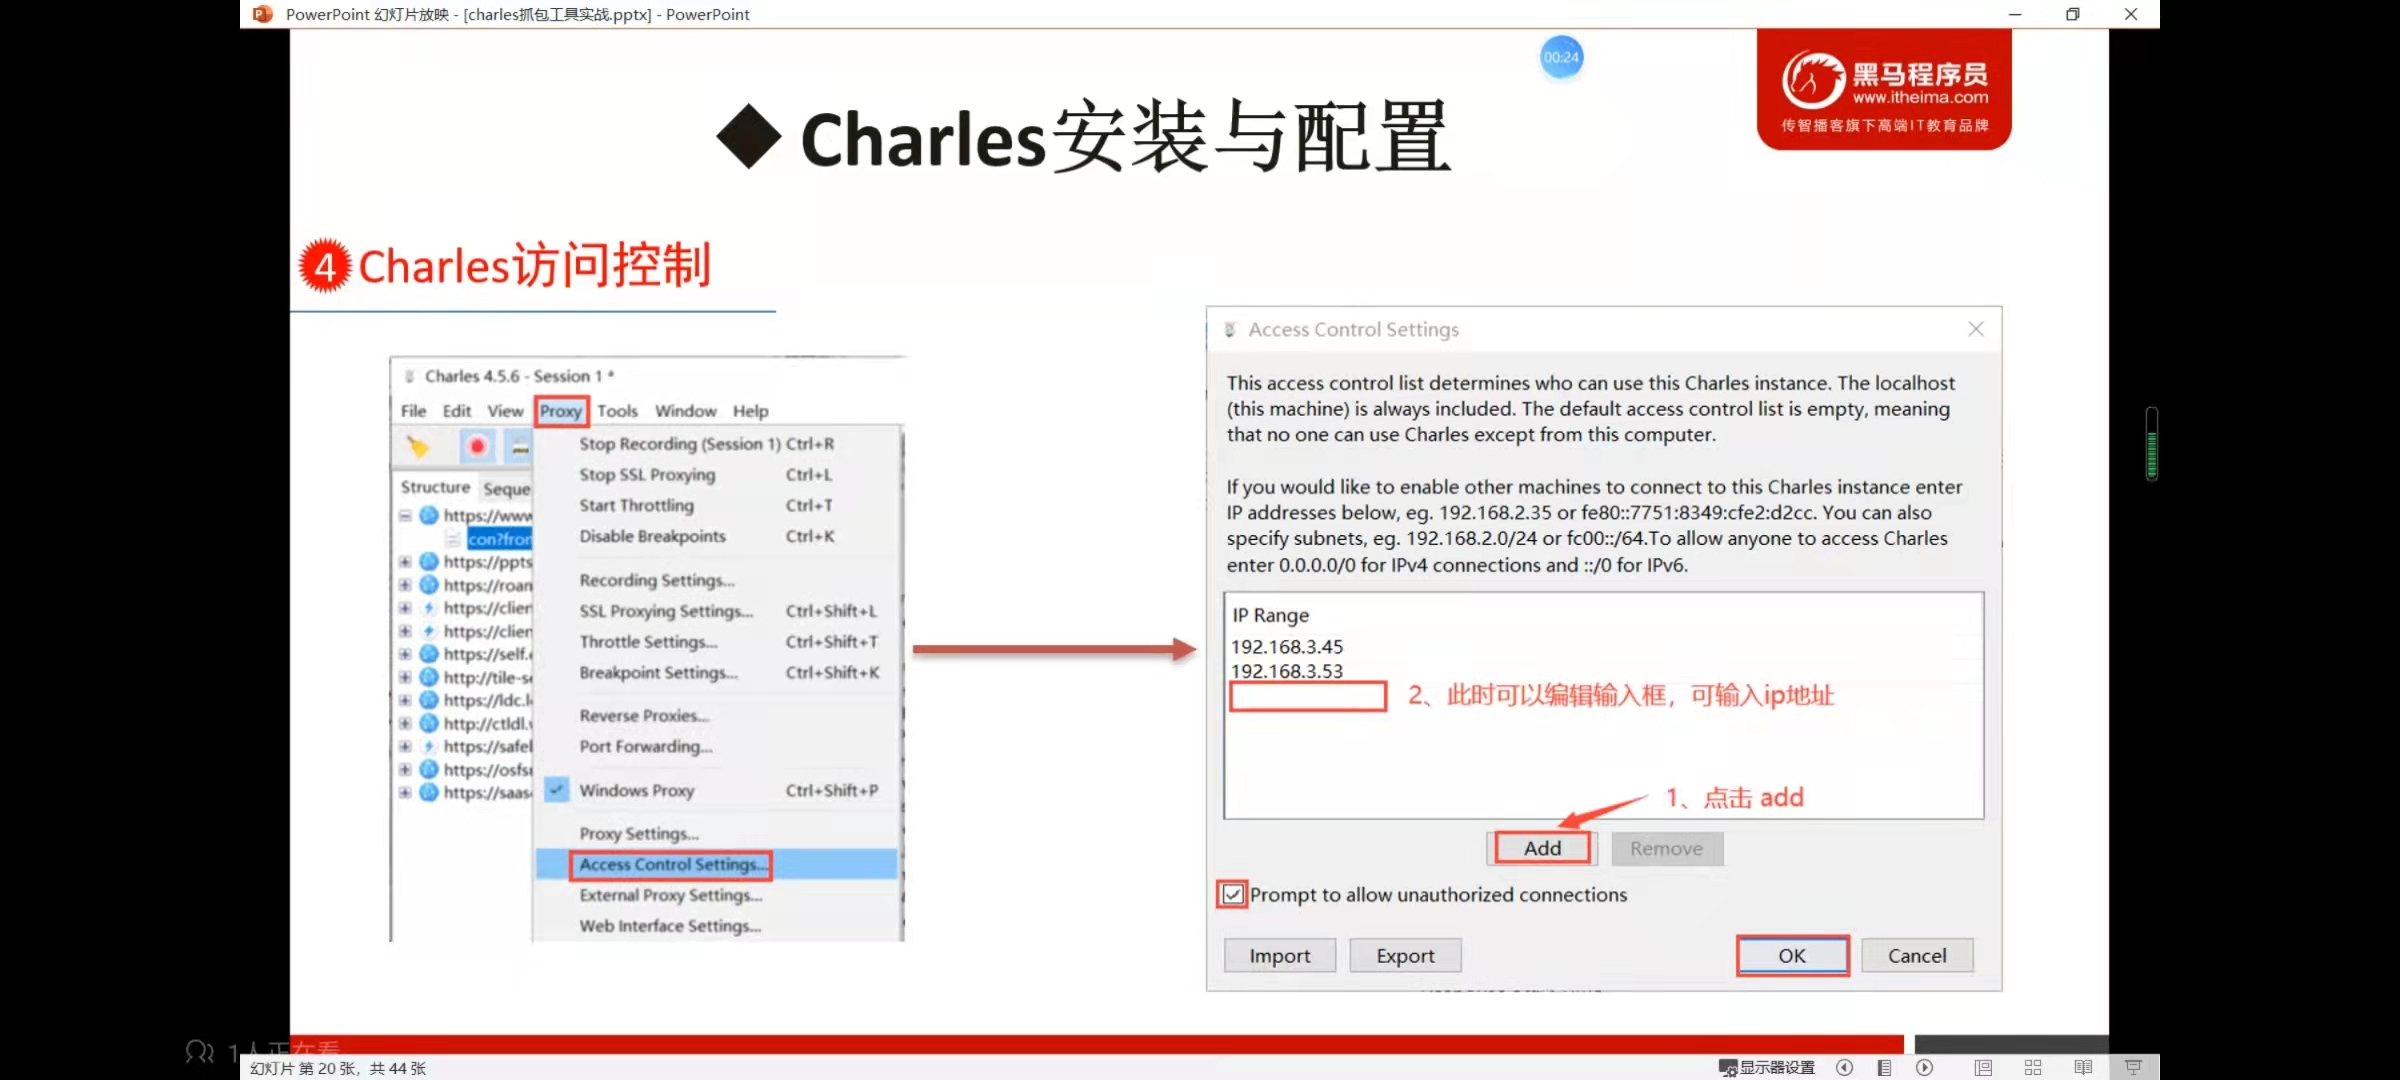 PowerPoint 幻灯片放映 - [charles抓包工具实战.pptx] - PowerPoint
00:24
黑马程序员
www.itheima.com
传智播客旗下高端IT教育品牌
◆ Charles安装与配置
4 Charles访问控制
Charles 4.5.6 - Session 1 *
File Edit View Proxy Tools Window Help
Stop Recording (Session 1) Ctrl+R
Stop SSL Proxying Ctrl+L
Start Throttling Ctrl+T
Disable Breakpoints Ctrl+K
Recording Settings...
SSL Proxying Settings... Ctrl+Shift+L
Throttle Settings... Ctrl+Shift+T
Breakpoint Settings... Ctrl+Shift+K
Reverse Proxies...
Port Forwarding...
Windows Proxy Ctrl+Shift+P
Proxy Settings...
Access Control Settings...
External Proxy Settings...
Web Interface Settings...
Structure Seque
https://www
con?fron
https://ppts
https://roan
https://clien
https://clien
https://self.
http://tile-se
https://ldc.l
http://ctldl.
https://safel
https://osfs
https://saas
Access Control Settings
This access control list determines who can use this Charles instance. The localhost
(this machine) is always included. The default access control list is empty, meaning
that no one can use Charles except from this computer.
If you would like to enable other machines to connect to this Charles instance enter
IP addresses below, eg. 192.168.2.35 or fe80::7751:8349:cfe2:d2cc. You can also
specify subnets, eg. 192.168.2.0/24 or fc00::/64.To allow anyone to access Charles
enter 0.0.0.0/0 for IPv4 connections and ::/0 for IPv6.
IP Range
192.168.3.45
192.168.3.53
2、此时可以编辑输入框，可输入ip地址
1、点击 add
Add Remove
Prompt to allow unauthorized connections
Import Export OK Cancel
1人正在看
幻灯片 第 20 张，共 44 张
显示器设置